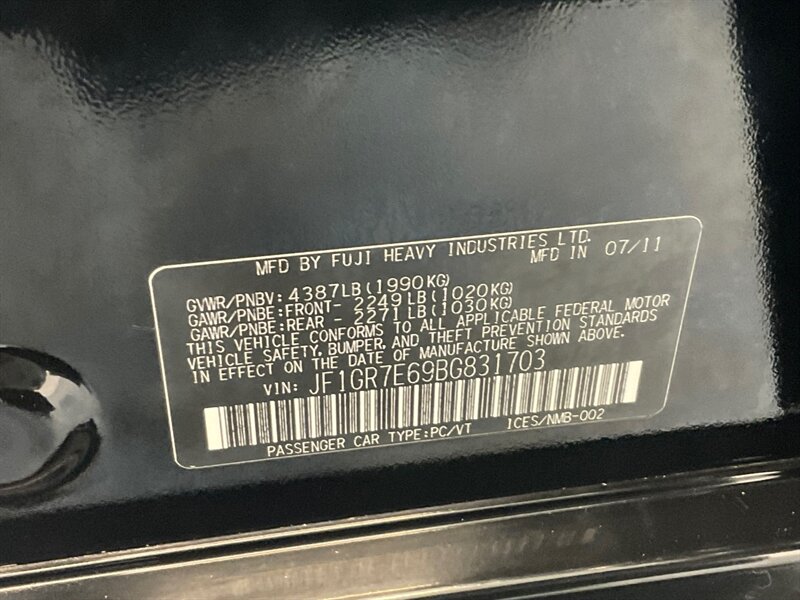 MFD BY FUJI HEAVY INDUSTRIES LTD.
MFD IN 07/11
GVWR/PNBV: 4387LB(1990KG)
GAWR/PNBE:FRONT- 2249LB(1020KG)
GAWR/PNBE:REAR - 2271LB(1030KG)
THIS VEHICLE CONFORMS TO ALL APPLICABLE FEDERAL MOTOR
VEHICLE SAFETY, BUMPER, AND THEFT PREVENTION STANDARDS
IN EFFECT ON THE DATE OF MANUFACTURE SHOWN ABOVE.
VIN: JF1GR7E69BG831703
PASSENGER CAR TYPE:PC/VT ICES/NMB-002